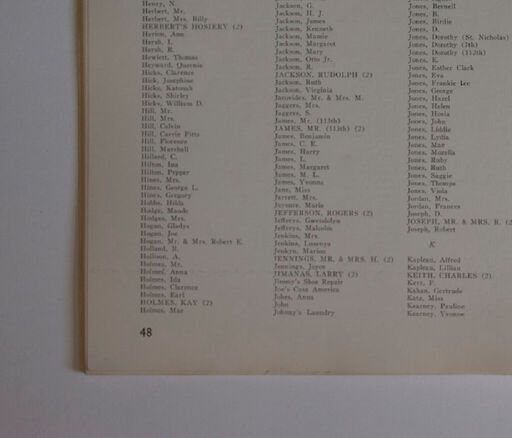 Henry, N.
Herbert, Mr.
Herbert, Mrs. Billy
HERBERT'S HOSIERY (2)
Herion, Ann
Hersh, I.
Hersh, R.
Hewlett, Thomas
Heyward, Queenie
Hicks, Clarence
Hick, Josephine
Hicks, Katomah
Hicks, Shirley
Hicks, William D.
Hill, Mr.
Hill, Mrs.
Hill, Calvin
Hill, Carrie Pitts
Hill, Florence
Hill, Marshall
Hillard, C.
Hilton, Ina
Hilton, Pepper
Hines, Mrs.
Hines, George L.
Hines, Gregory
Hobbs, Hilda
Hodge, Maude
Hodges, Mrs.
Hogan, Gladys
Hogan, Joe
Hogan, Mr. & Mrs. Robert E.
Holland, B.
Hollison, A.
Holmes, Mr.
Holmes, Anna
Holmes, Ida
Holmes, Clarence
Holmes, Earl
HOLMES, KAY (2)
Holmes, Mae
48
Jackson, G.
Jackson, H. J.
Jackson, James
Jackson, Kenneth
Jackson, Mamie
Jackson, Margaret
Jackson, Mary
Jackson, Otto Jr.
Jackson, R.
JACKSON, RUDOLPH (2)
Jackson, Ruth
Jackson, Virginia
Jacovides, Mr. & Mrs. M.
Jaggers, Mrs.
Jaggers, S.
James, Mr. (113th)
JAMES, MR. (116th) (2)
James, Benjamin
James, C. E.
James, Harry
James, L.
James, Margaret
James, M. L.
James, Yvonne
Jane, Miss
Jarrett, Mrs.
Jayome, Marie
JEFFERSON, ROGERS (2)
Jeffreys, Gwendolyn
Jeffreys, Malcolm
Jenkins, Mrs.
Jenkins, Louenya
Jenkyn, Marion
JENNINGS, MR. & MRS. H. (2)
Jennings, Joyce
JIMANAS, LARRY (2)
Jimmy's Shoe Repair
Joe's Casa America
Johes, Anna
John
Johnny's Laundry
Jones, Bernell
Jones, B.
Jones, Birdie
Jones, D.
Jones, Dorothy (St. Nicholas)
Jones, Dorothy (7th)
Jones, Dorothy (112th)
Jones, E.
Jones, Esther Clark
Jones, Eva
Jones, Frankie Lee
Jones, George
Jones, Hazel
Jones, Helen
Jones, Hosia
Jones, John
Jones, Liddie
Jones, Lydia
Jones, Mae
Jones, Mozella
Jones, Ruby
Jones, Ruth
Jones, Saggie
Jones, Thomps
Jones, Viola
Jordan, Mrs.
Jordan, Frances
Joseph, D.
JOSEPH, MR. & MRS. R. (2
Joseph, Robert
K
Kapleau, Alfred
Kapleau, Lillian
KEITH, CHARLES (2)
Kerr, F.
Kahan, Gertrude
Katz, Miss
Kearney, Pauline
Kearney, Yvonne